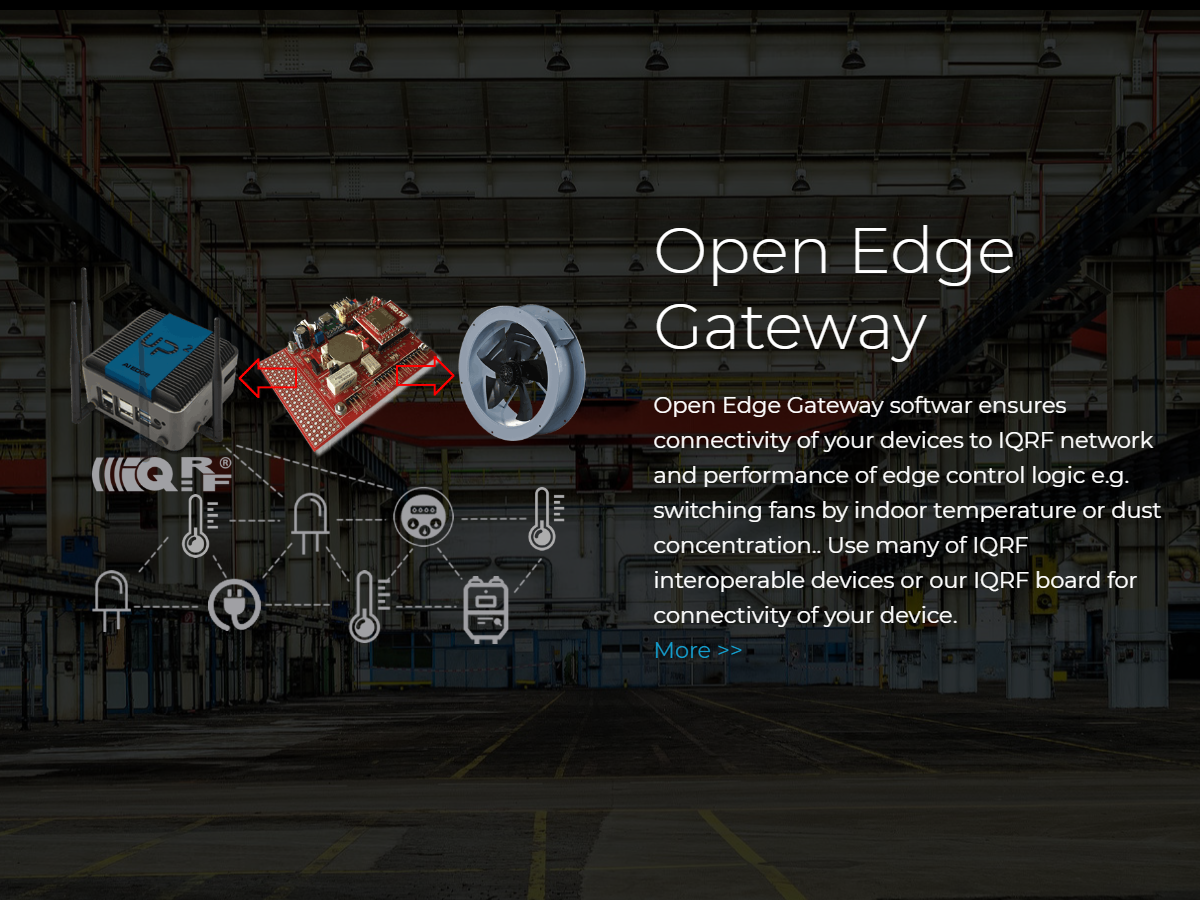 Open Edge
Gateway
Open Edge Gateway softwar ensures
connectivity of your devices to IQRF network
and performance of edge control logic e.g.
switching fans by indoor temperature or dust
concentration.. Use many of IQRF
interoperable devices or our IQRF board for
connectivity of your device.
More >>
UP²
IQRF®